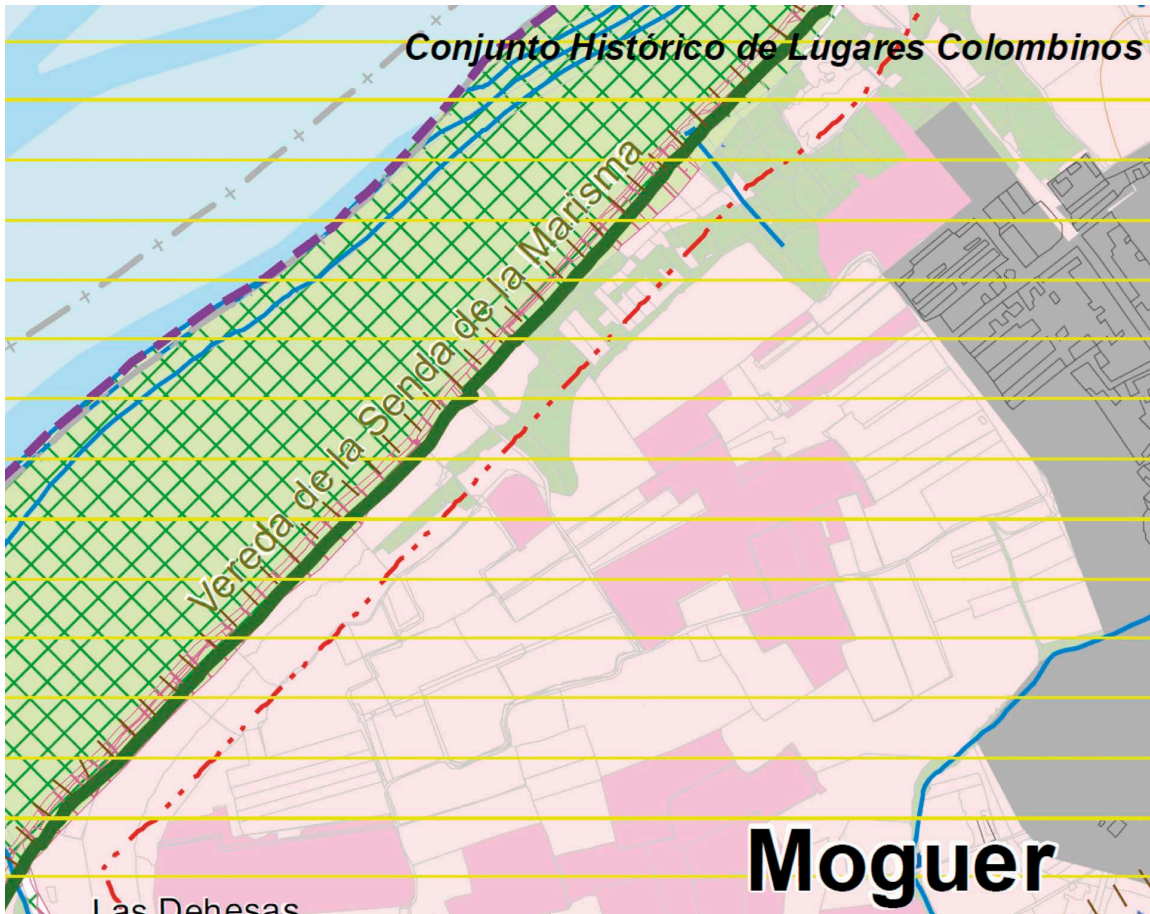 Conjunto Histórico de Lugares Colombinos
Vereda de la Senda de la Marisma
Moguer
Las Dehesas